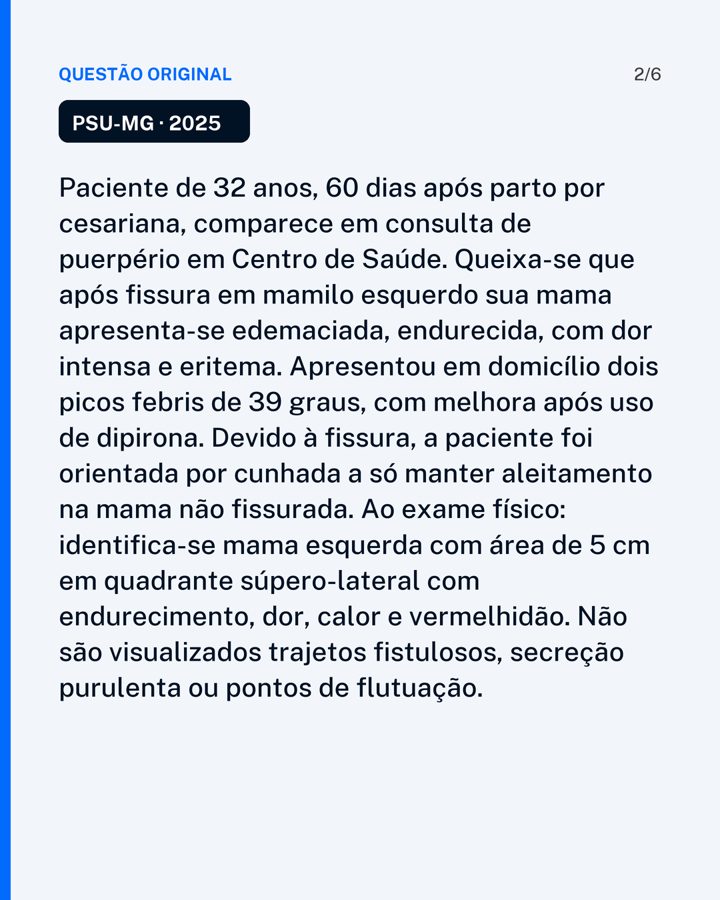 QUESTÃO ORIGINAL
2/6
PSU-MG · 2025
Paciente de 32 anos, 60 dias após parto por
cesariana, comparece em consulta de
puerpério em Centro de Saúde. Queixa-se que
após fissura em mamilo esquerdo sua mama
apresenta-se edemaciada, endurecida, com dor
intensa e eritema. Apresentou em domicílio dois
picos febris de 39 graus, com melhora após uso
de dipirona. Devido à fissura, a paciente foi
orientada por cunhada a só manter aleitamento
na mama não fissurada. Ao exame físico:
identifica-se mama esquerda com área de 5 cm
em quadrante súpero-lateral com
endurecimento, dor, calor e vermelhidão. Não
são visualizados trajetos fistulosos, secreção
purulenta ou pontos de flutuação.